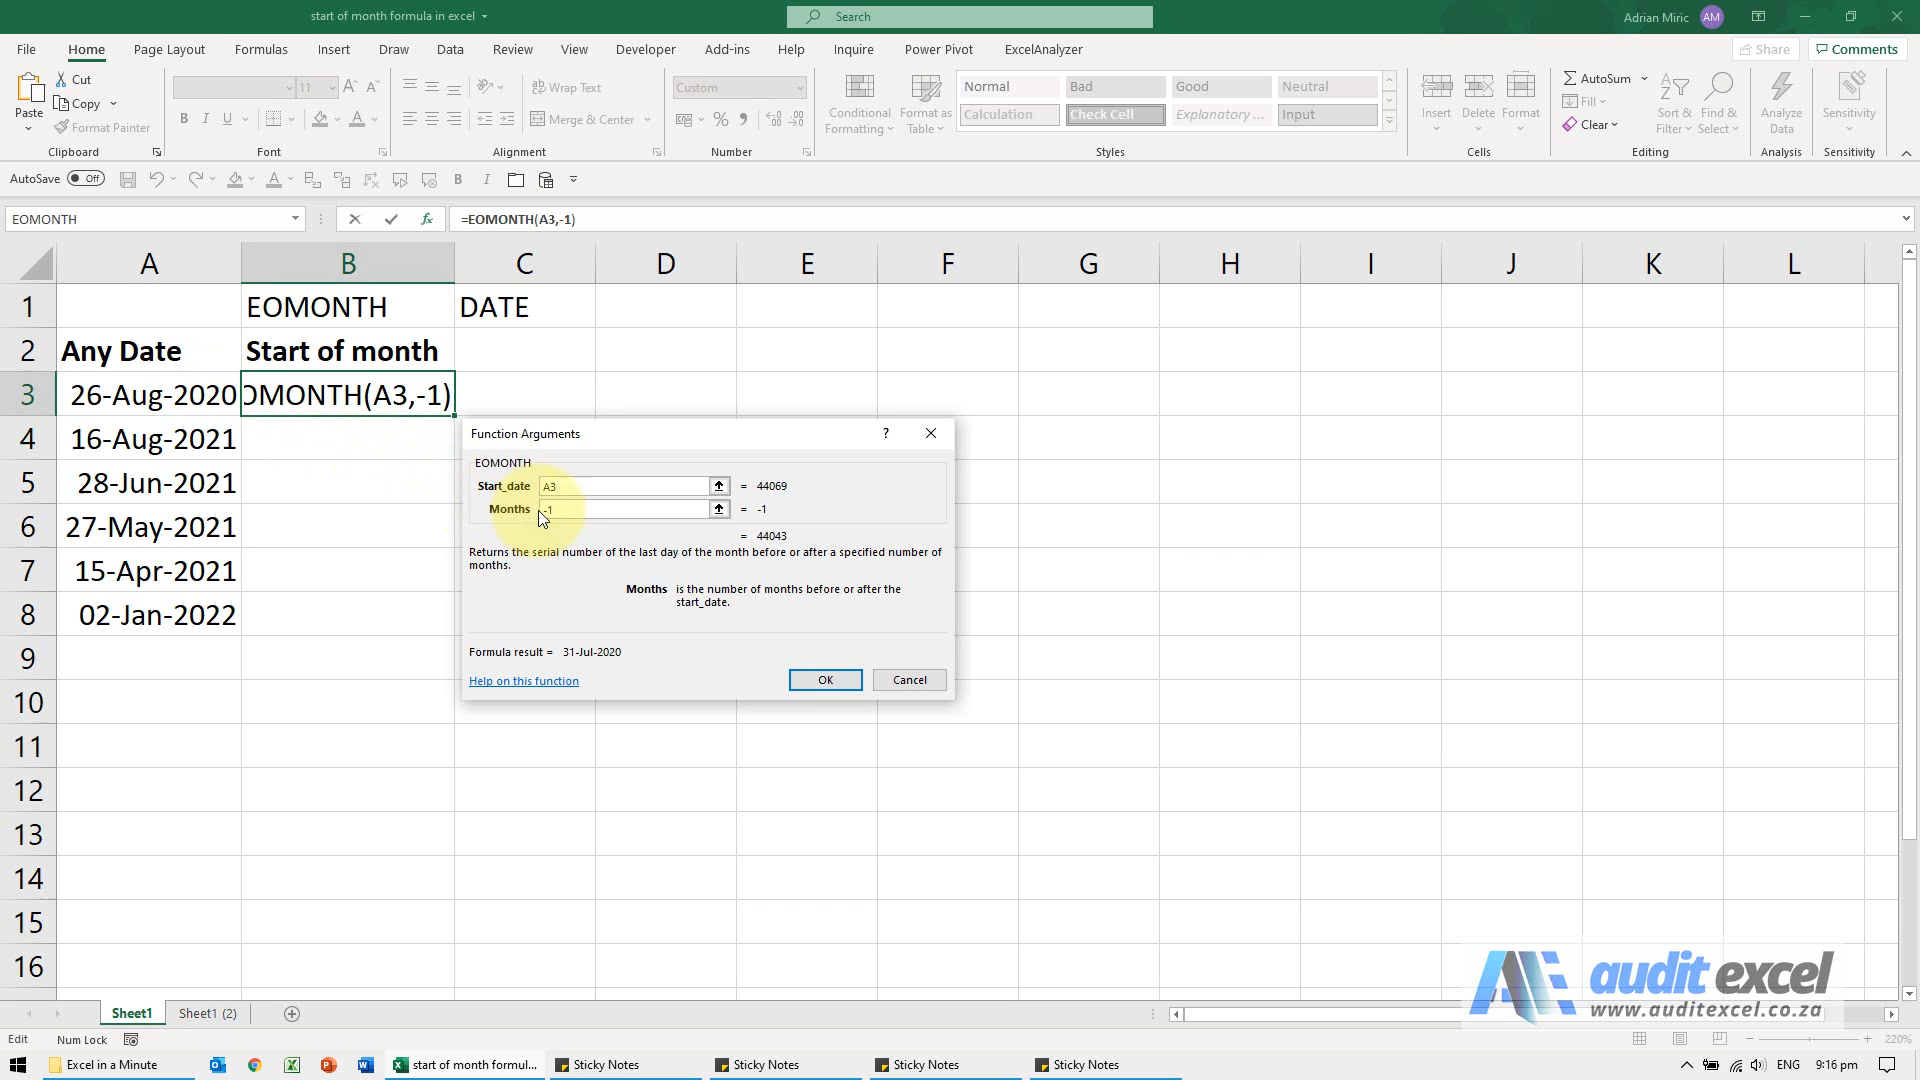 start of month formula in excel
Search
Adrian Miric AM
File Home Page Layout Formulas Insert Draw Data Review View Developer Add-ins Help Inquire Power Pivot ExcelAnalyzer Share Comments
Paste Cut
Copy
Format Painter
Clipboard
11
B I U
Font
Wrap Text
Merge & Center
Alignment
Custom
Number
Conditional Formatting
Format as Table
Normal Bad Good Neutral
Calculation Check Cell Explanatory ... Input
Styles
Insert Delete Format
Cells
AutoSum
Fill
Clear
Sort & Filter
Find & Select
Editing
Analyze Data
Analysis
Sensitivity
Sensitivity
AutoSave Off B I
EOMONTH fx =EOMONTH(A3,-1)
A B C D E F G H I J K L
1 EOMONTH DATE
2 Any Date Start of month
3 26-Aug-2020 OMONTH(A3,-1)
4 16-Aug-2021
5 28-Jun-2021
6 27-May-2021
7 15-Apr-2021
8 02-Jan-2022
9
10
11
12
13
14
15
16
Function Arguments ?
EOMONTH
Start_date A3 = 44069
Months -1 = -1
= 44043
Returns the serial number of the last day of the month before or after a specified number of
months.
Months is the number of months before or after the
start_date.
Formula result = 31-Jul-2020
Help on this function OK Cancel
audit excel
www.auditexcel.co.za
Sheet1 Sheet1 (2)
Edit Num Lock 220%
Excel in a Minute start of month formul... Sticky Notes Sticky Notes Sticky Notes Sticky Notes ENG 9:16 pm